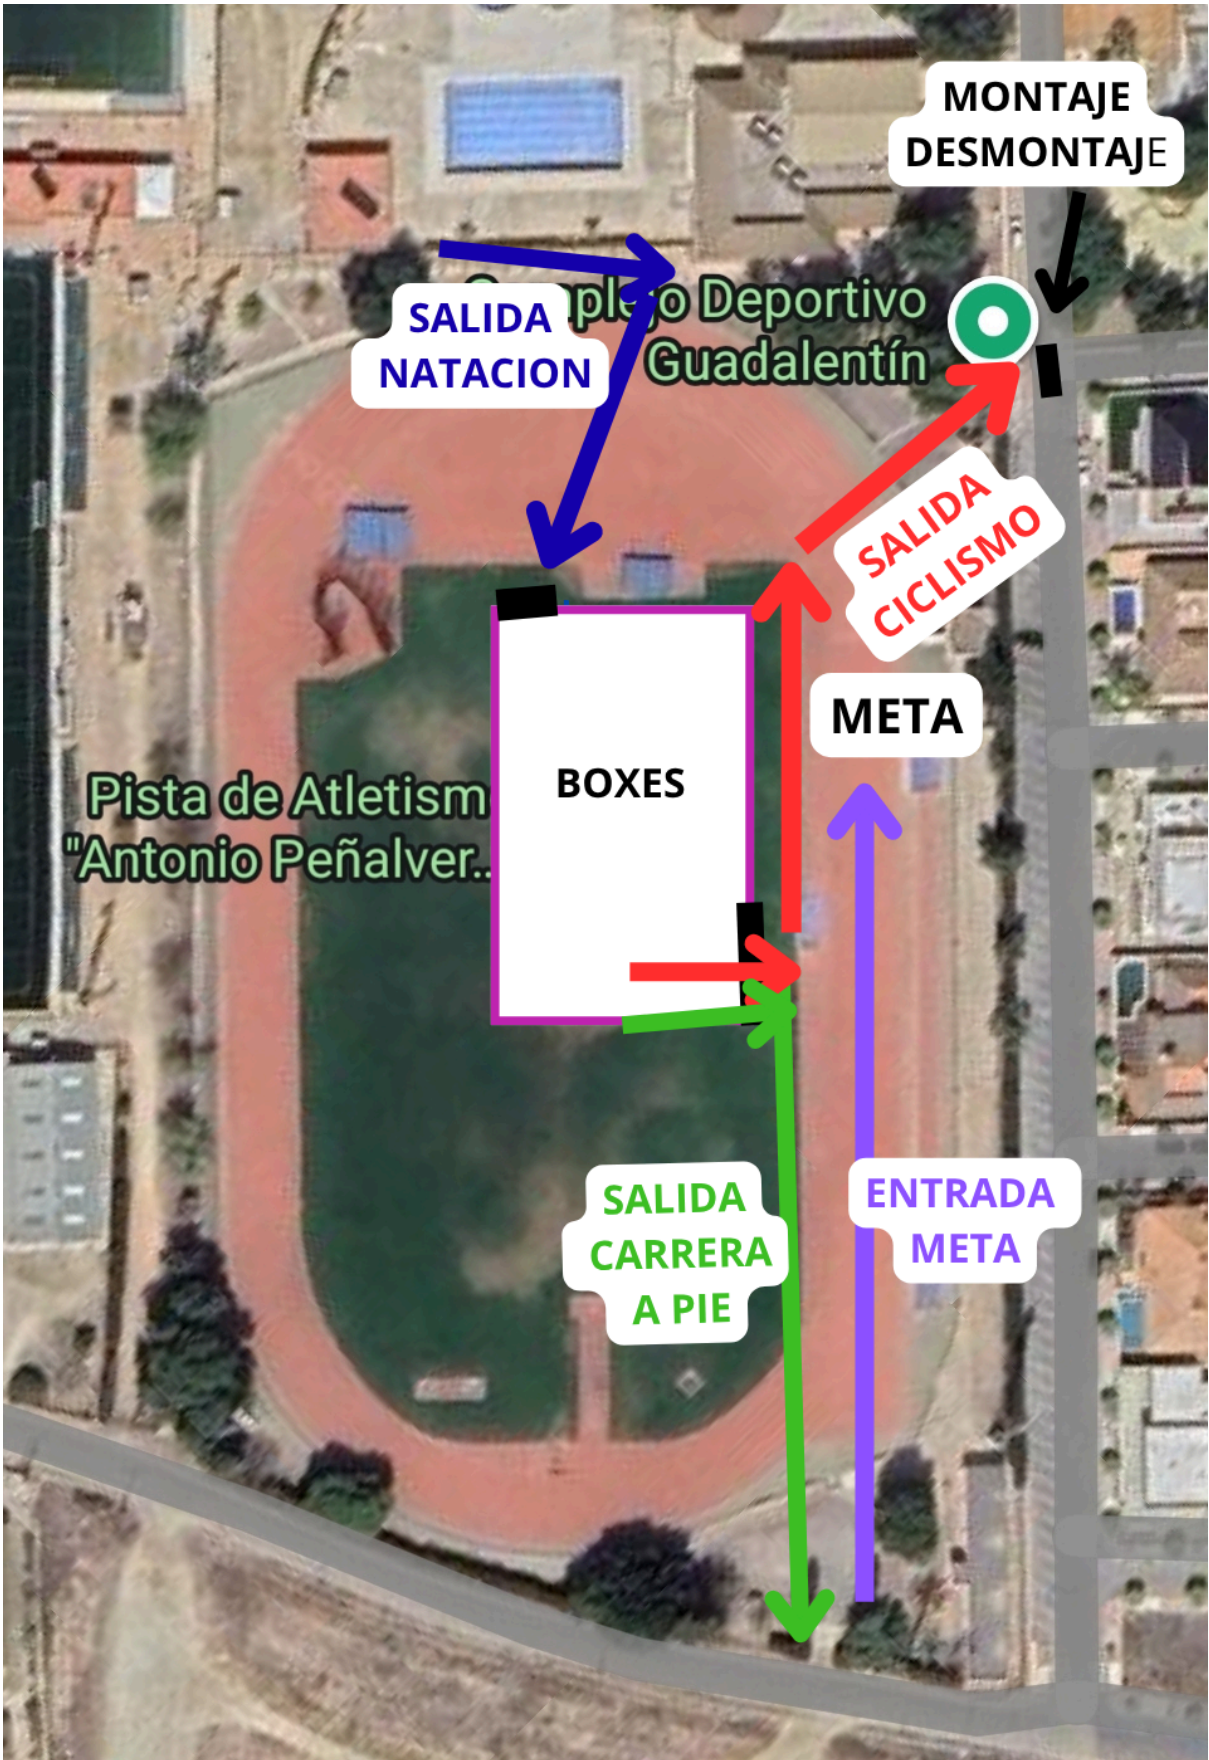 MONTAJE
DESMONTAJE
Deportivo
Guadalentín
SALIDA
NATACION
SALIDA
CICLISMO
META
BOXES
Pista de Atletism
"Antonio Peñalver...
SALIDA
CARRERA
A PIE
ENTRADA
META